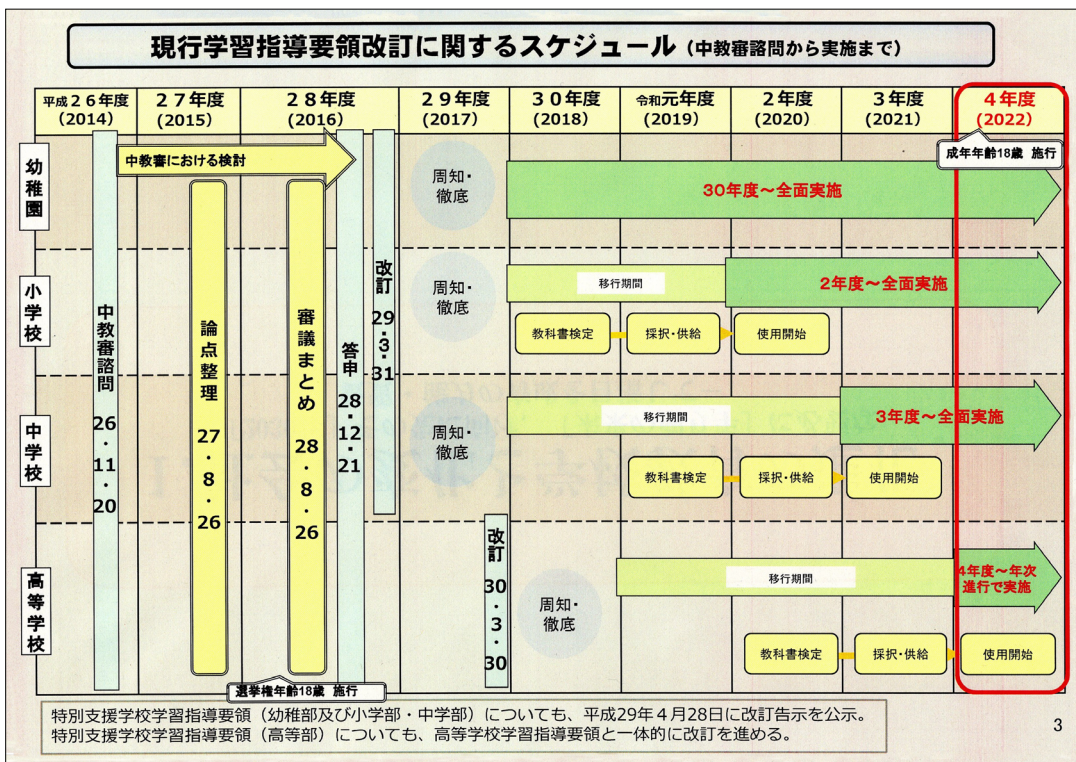 現行学習指導要領改訂に関するスケジュール（中教審諮問から実施まで）
平成２６年度
(2014)
２７年度
(2015)
２８年度
(2016)
２９年度
(2017)
３０年度
(2018)
令和元年度
(2019)
２年度
(2020)
３年度
(2021)
４年度
(2022)
成年年齢18歳 施行
幼稚園
中教審における検討
周知・
徹底
30年度～全面実施
小学校
周知・
徹底
移行期間
2年度～全面実施
教科書検定
採択・供給
使用開始
中学校
周知・
徹底
移行期間
3年度～全面実施
教科書検定
採択・供給
使用開始
高等学校
周知・
徹底
移行期間
4年度～年次
進行で実施
教科書検定
採択・供給
使用開始
中教審諮問 26・11・20
論点整理 27・8・26
審議まとめ 28・8・26
答申 28・12・21
改訂 29・3・31
改訂 30・3・30
選挙権年齢18歳 施行
特別支援学校学習指導要領（幼稚部及び小学部・中学部）についても、平成29年４月28日に改訂告示を公示。
特別支援学校学習指導要領（高等部）についても、高等学校学習指導要領と一体的に改訂を進める。
3